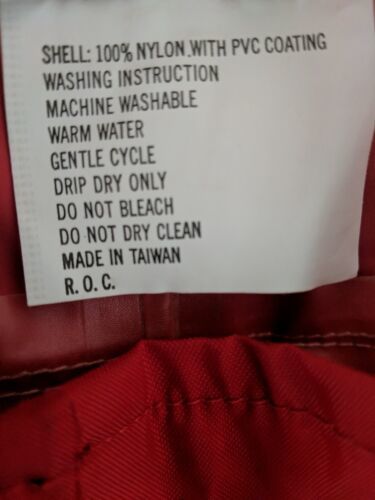 SHELL: 100% NYLON.WITH PVC COATING
WASHING INSTRUCTION
MACHINE WASHABLE
WARM WATER
GENTLE CYCLE
DRIP DRY ONLY
DO NOT BLEACH
DO NOT DRY CLEAN
MADE IN TAIWAN
R. O. C.